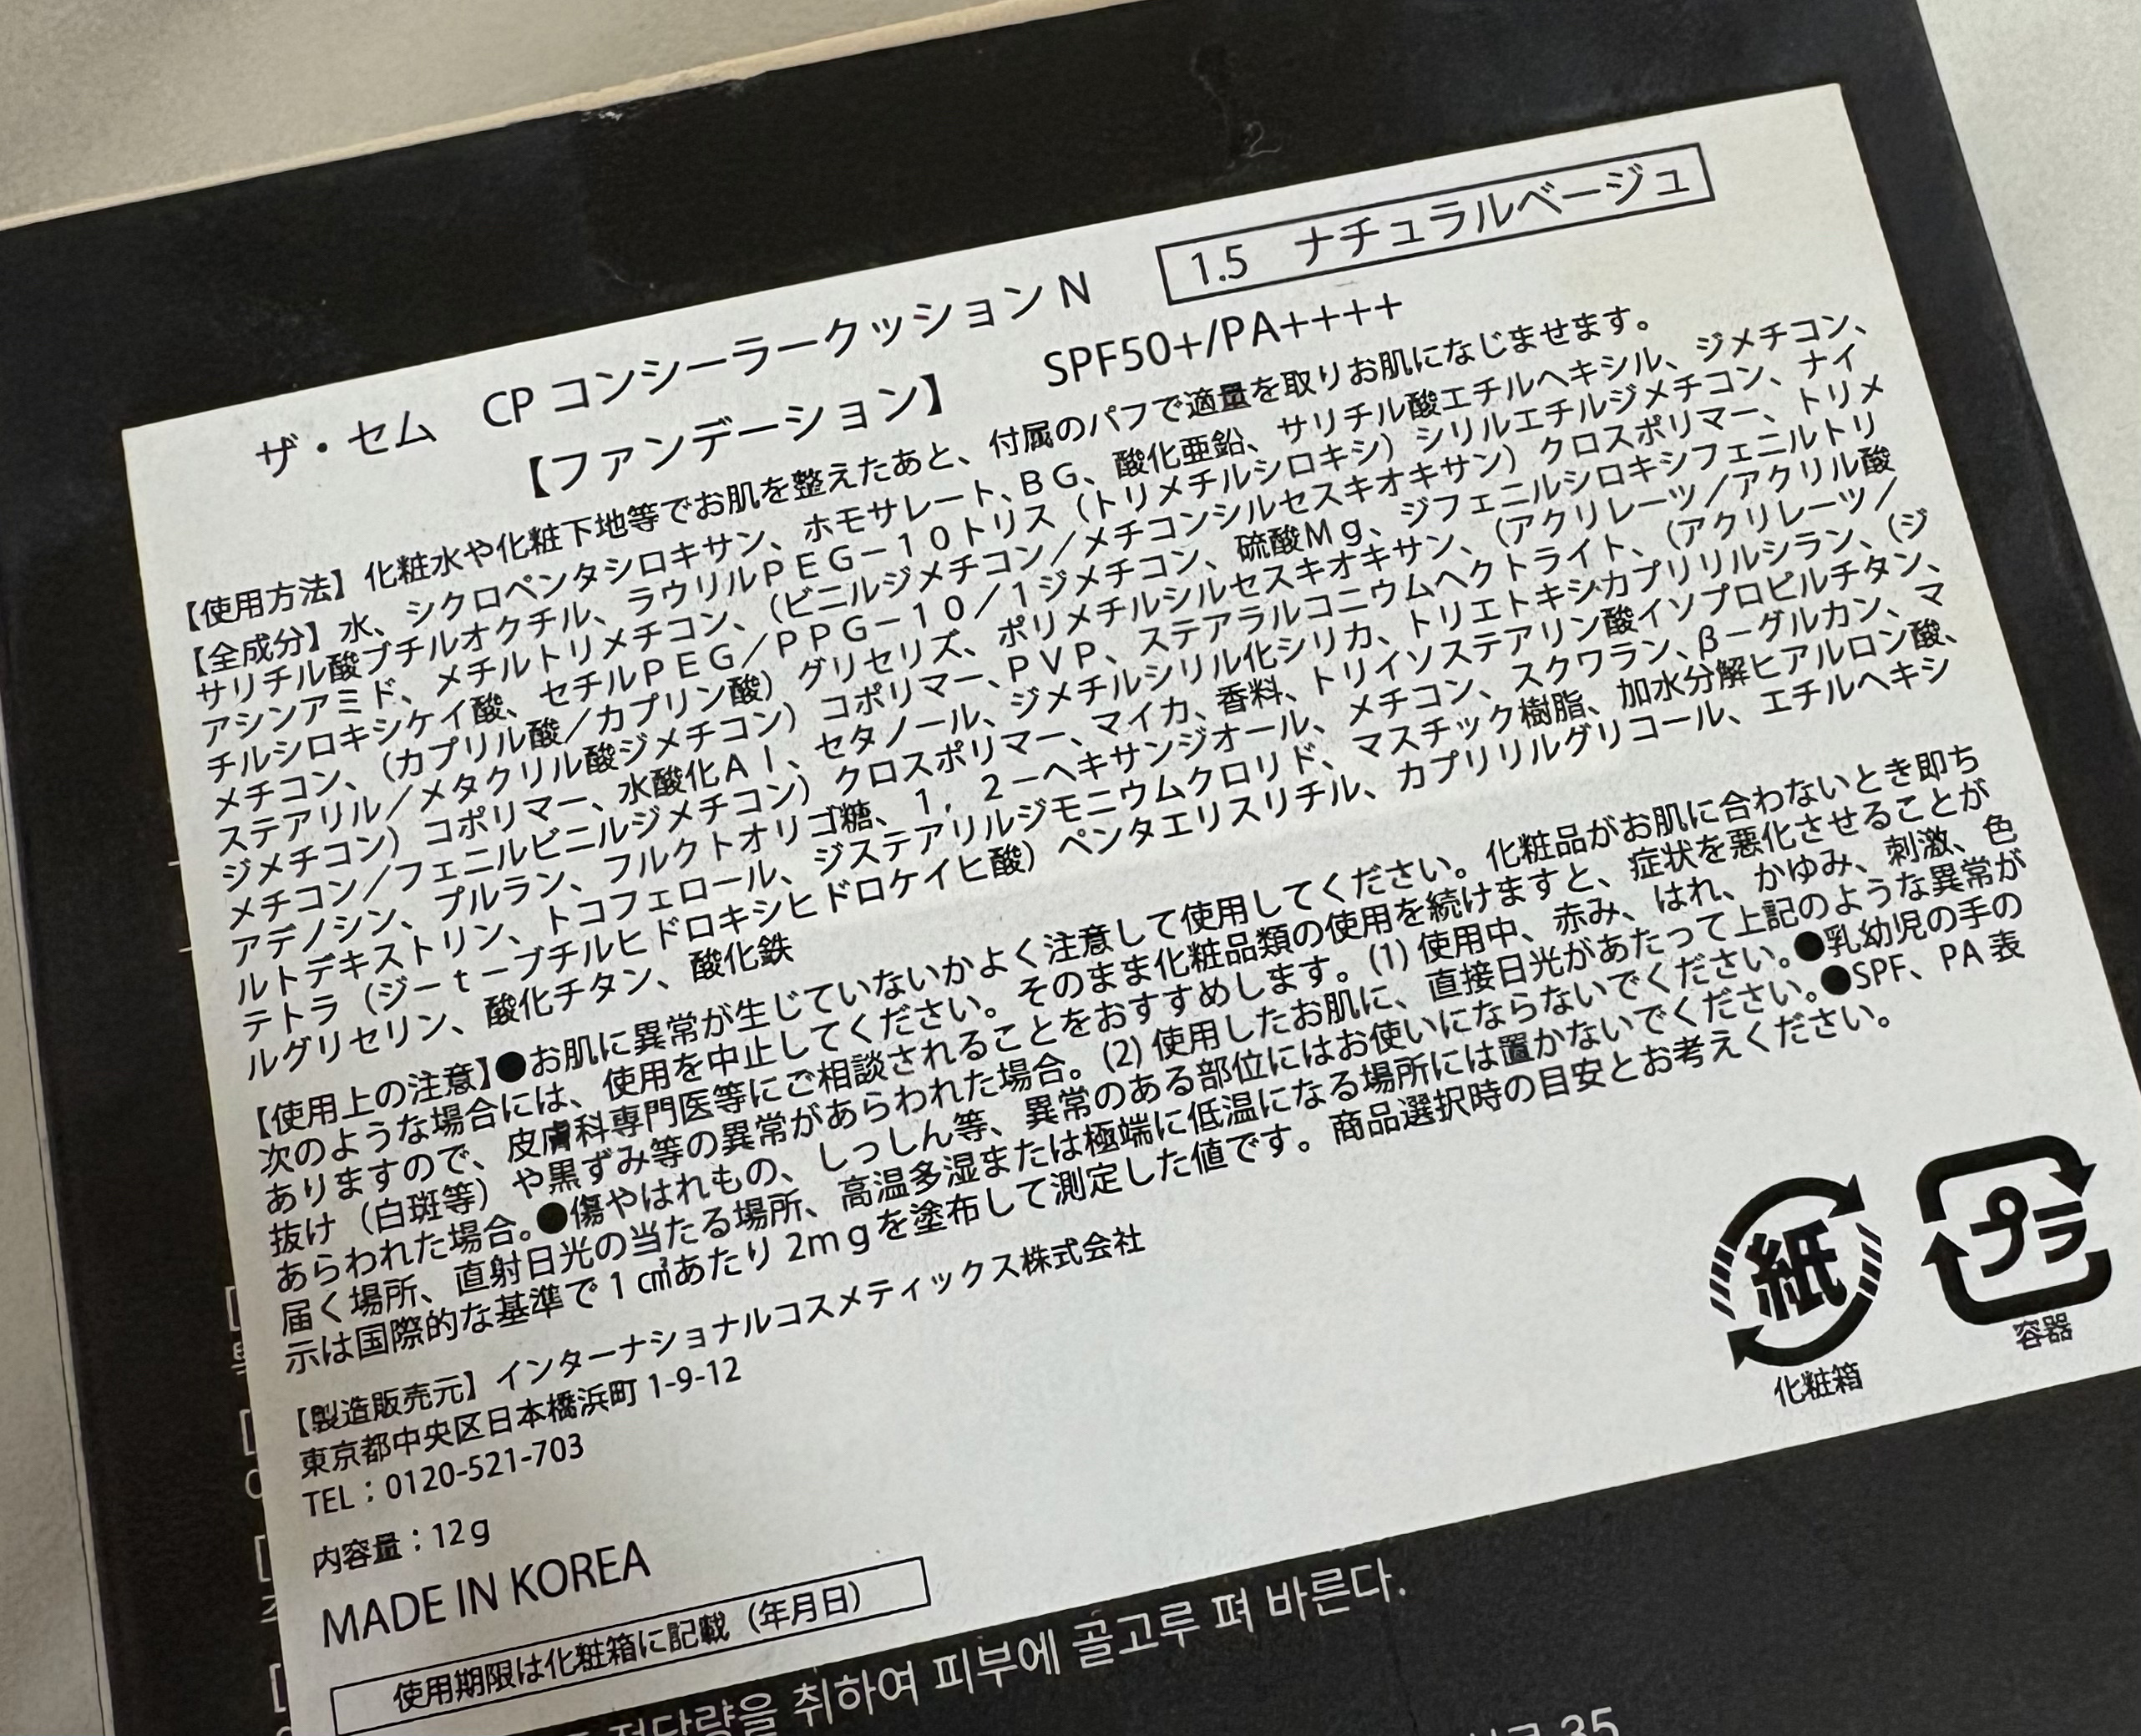 ザ・セム　CP コンシーラークッション N　1.5　ナチュラルベージュ
【ファンデーション】　SPF50+/PA++++
【使用方法】化粧水や化粧下地等でお肌を整えたあと、付属のパフで適量を取りお肌になじませます。
【全成分】水、シクロペンタシロキサン、ホモサレート、ＢＧ、酸化亜鉛、サリチル酸エチルヘキシル、ジメチコン、
サリチル酸ブチルオクチル、ラウリルＰＥＧ－１０トリス（トリメチルシロキシ）シリルエチルジメチコン、ナイ
アシンアミド、メチルトリメチコン、（ビニルジメチコン／メチコンシルセスキオキサン）クロスポリマー、トリメ
チルシロキシケイ酸、セチルＰＥＧ／ＰＰＧ－１０／１ジメチコン、硫酸Ｍｇ、ジフェニルシロキシフェニルトリ
メチコン、（カプリル酸／カプリン酸）グリセリズ、ポリメチルシルセスキオキサン、（アクリレーツ／アクリル酸
ステアリル／メタクリル酸ジメチコン）コポリマー、ＰＶＰ、ステアラルコニウムヘクトライト、（アクリレーツ／
ジメチコン）コポリマー、水酸化Ａｌ、セタノール、ジメチルシリル化シリカ、トリエトキシカプリリルシラン、（ジ
メチコン／フェニルビニルジメチコン）クロスポリマー、マイカ、香料、トリイソステアリン酸イソプロピルチタン、
アデノシン、プルラン、フルクトオリゴ糖、１，２－ヘキサンジオール、メチコン、スクワラン、β－グルカン、マ
ルトデキストリン、トコフェロール、ジステアリルジモニウムクロリド、マスチック樹脂、加水分解ヒアルロン酸、
テトラ（ジ－ｔ－ブチルヒドロキシヒドロケイヒ酸）ペンタエリスリチル、カプリリルグリコール、エチルヘキシ
ルグリセリン、酸化チタン、酸化鉄
【使用上の注意】●お肌に異常が生じていないかよく注意して使用してください。化粧品がお肌に合わないとき即ち
次のような場合には、使用を中止してください。そのまま化粧品類の使用を続けますと、症状を悪化させることが
ありますので、皮膚科専門医等にご相談されることをおすすめします。(1) 使用中、赤み、はれ、かゆみ、刺激、色
抜け（白斑等）や黒ずみ等の異常があらわれた場合。(2) 使用したお肌に、直接日光があたって上記のような異常が
あらわれた場合。●傷やはれもの、しっしん等、異常のある部位にはお使いにならないでください。●乳幼児の手の
届く場所、直射日光の当たる場所、高温多湿または極端に低温になる場所には置かないでください。●SPF、PA 表
示は国際的な基準で 1 ㎠あたり 2ｍｇを塗布して測定した値です。商品選択時の目安とお考えください。
【製造販売元】インターナショナルコスメティックス株式会社
東京都中央区日本橋浜町 1-9-12
TEL：0120-521-703
内容量：12ｇ
MADE IN KOREA
使用期限は化粧箱に記載（年月日）
紙
化粧箱
プラ
容器
취하여 피부에 골고루 펴 바른다.
35